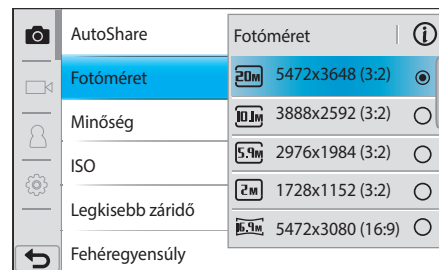 AutoShare
Fotóméret
Minőség
ISO
Legkisebb záridő
Fehéregyensúly
Fotóméret
20M 5472x3648 (3:2)
10.1M 3888x2592 (3:2)
5.9M 2976x1984 (3:2)
2M 1728x1152 (3:2)
16.9M 5472x3080 (16:9)